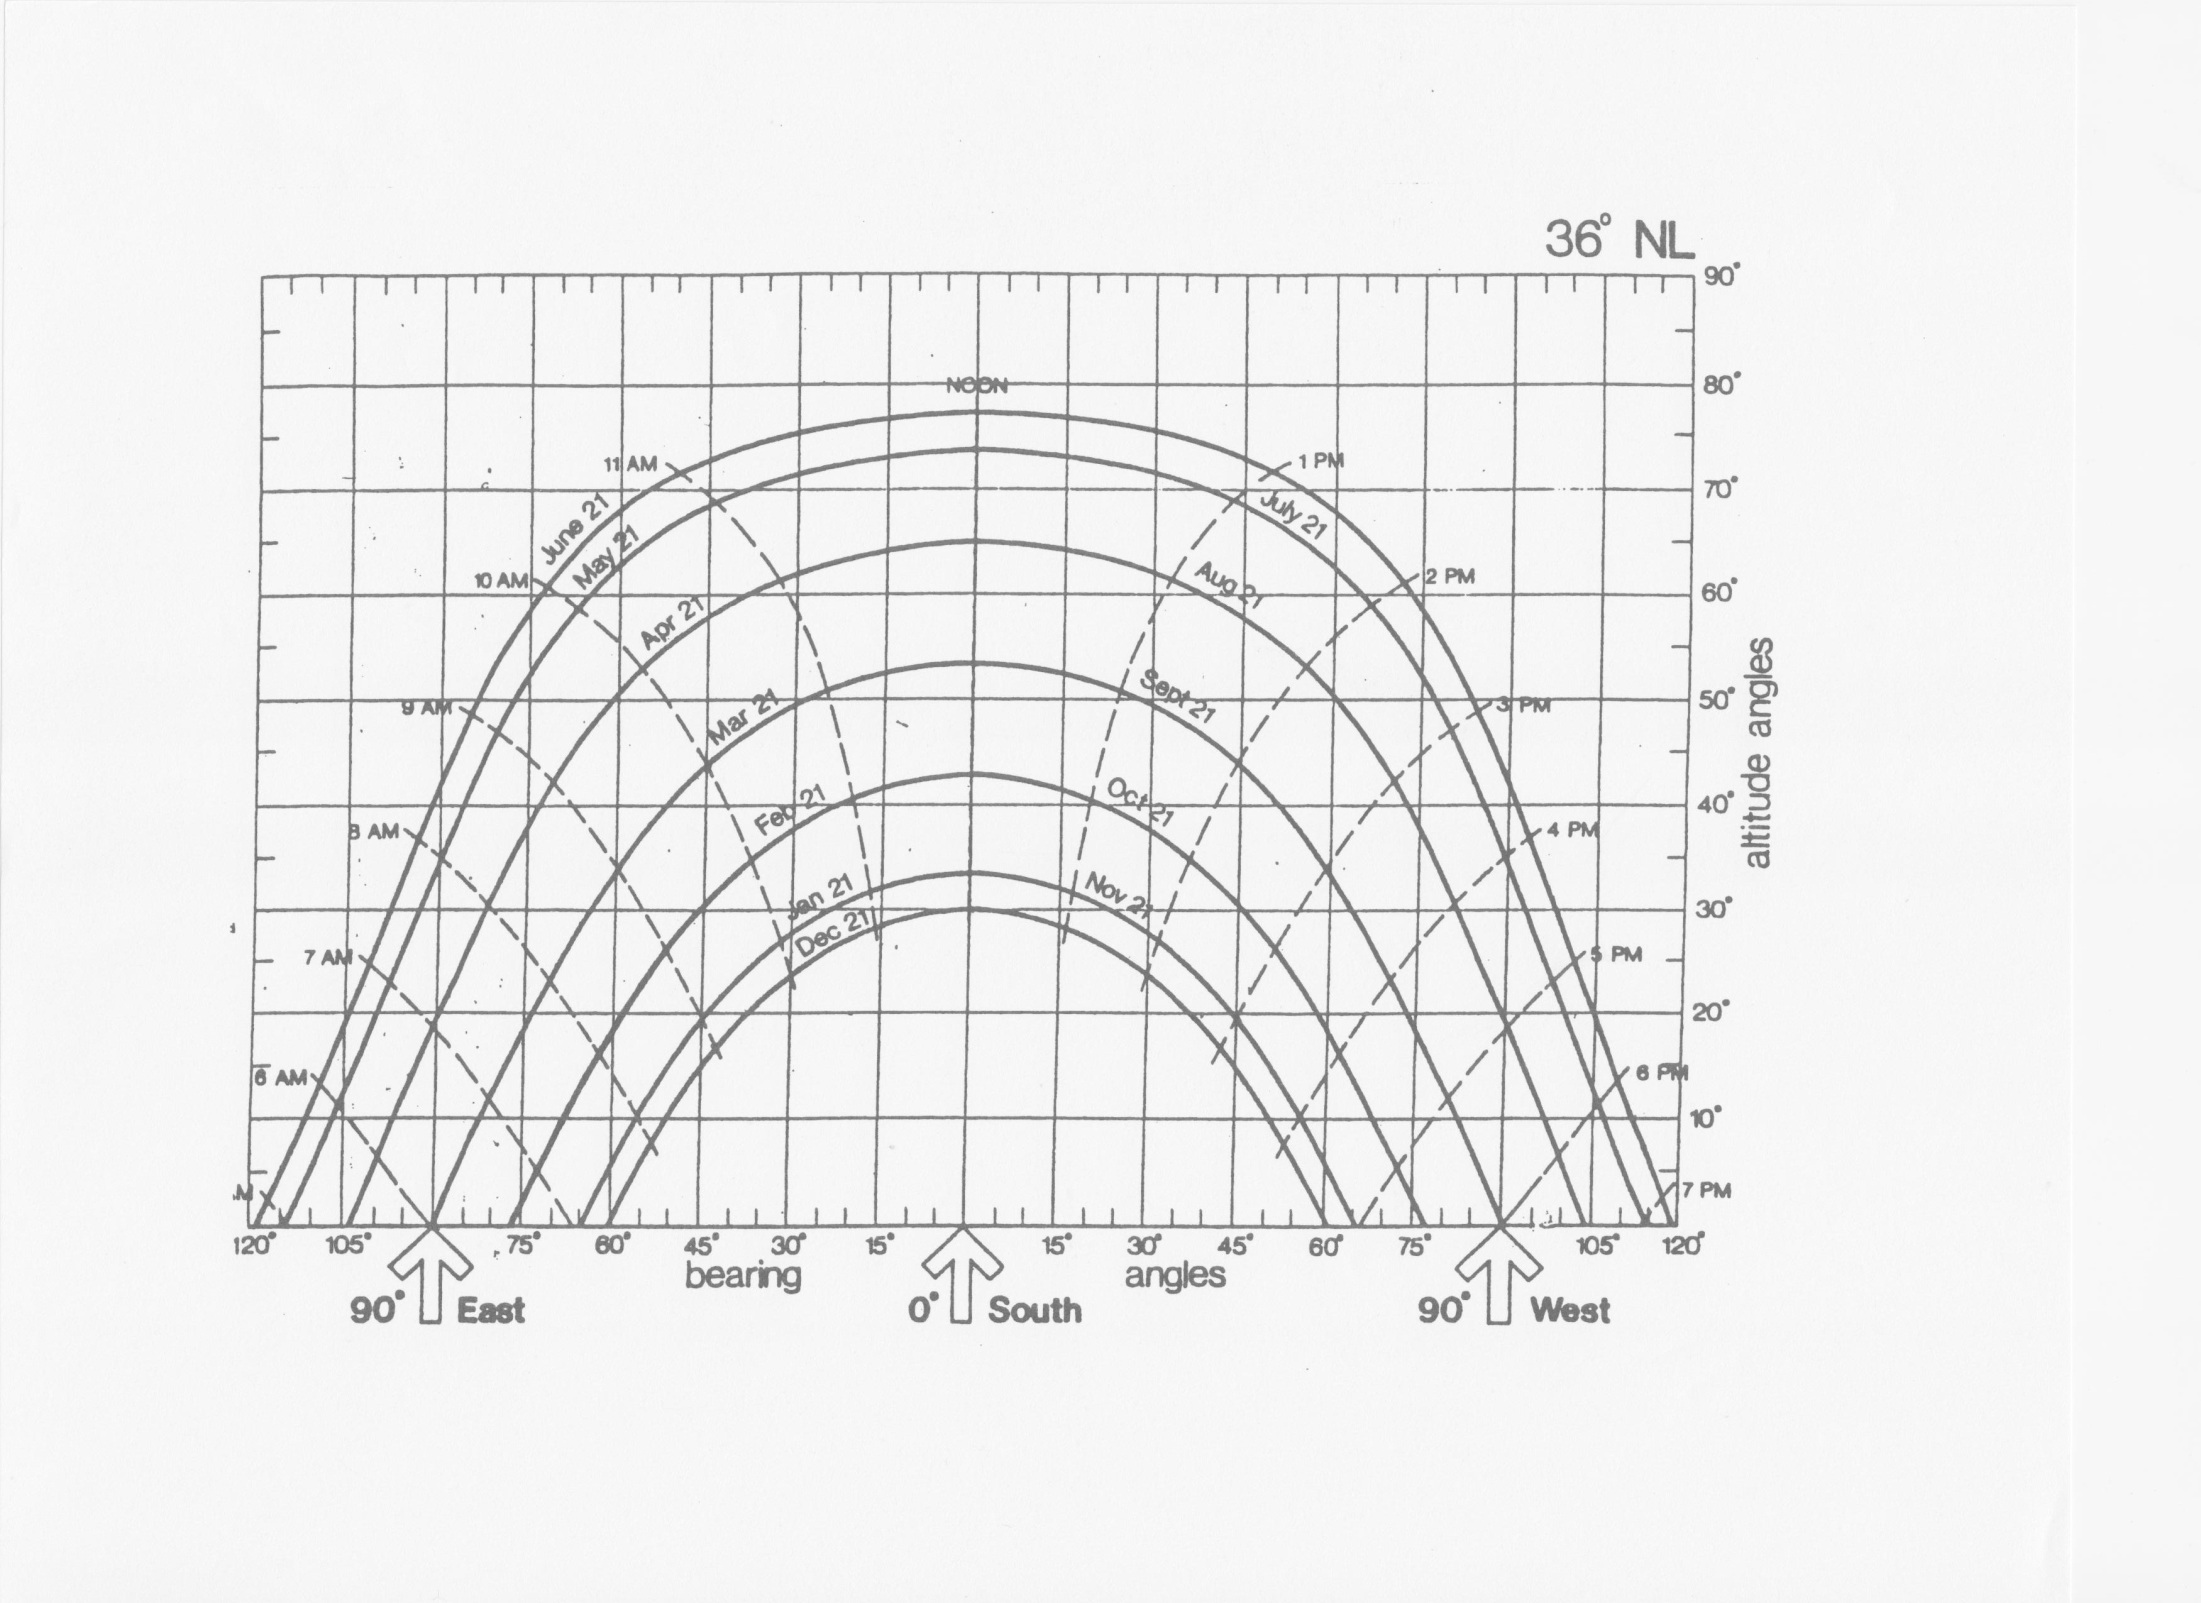 36° NL
90°
NOON
80°
11 AM
1 PM
70°
June 21
May 21
July 21
10 AM
2 PM
60°
Apr 21
Aug 21
9 AM
Mar 21
Sept 21
3 PM
50°
altitude angles
8 AM
Feb 21
Oct 21
4 PM
40°
Jan 21
Nov 21
30°
Dec 21
7 AM
5 PM
20°
6 AM
6 PM
10°
7 PM
120° 105° 75° 60° 45° 30° 15° 15° 30° 45° 60° 75° 105° 120°
bearing angles
90° East 0° South 90° West